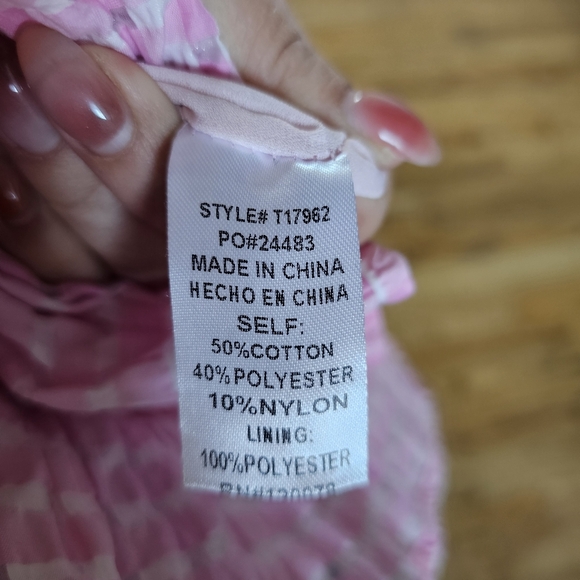 STYLE# T17962
PO#24483
MADE IN CHINA
HECHO EN CHINA
SELF:
50%COTTON
40%POLYESTER
10%NYLON
LINING:
100%POLYESTER